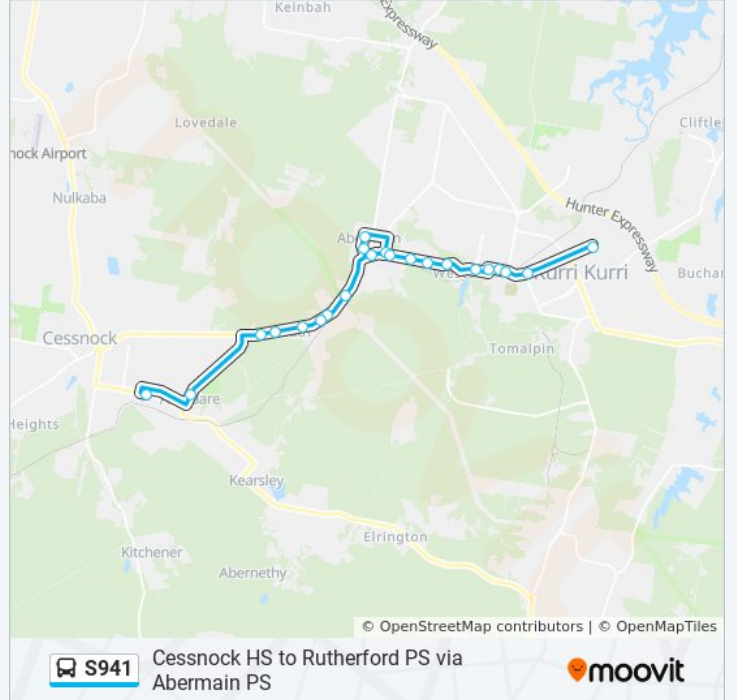 Keinbah
Expressway
Lovedale
Cliftle
nock Airport
Nulkaba
Hunter Expressway
Kurri Kurri
Buchar
Cessnock
Tomalpin
Heights
Kearsley
Elrington
Kitchener
Abernethy
© OpenStreetMap contributors | © OpenMapTiles
S941
Cessnock HS to Rutherford PS via
Abermain PS
moovit